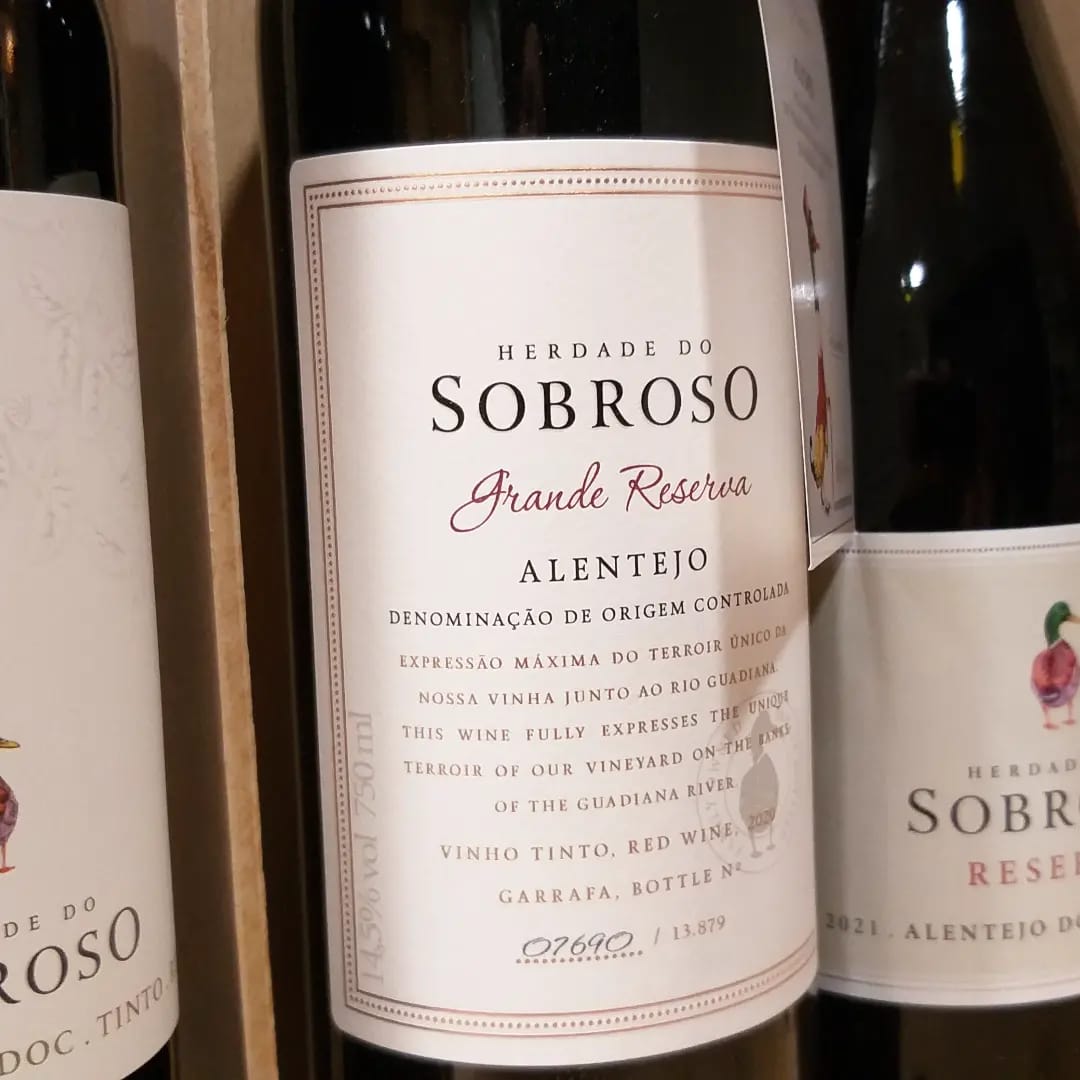 HERDADE DO
SOBROSO
Grande Reserva
ALENTEJO
DENOMINAÇÃO DE ORIGEM CONTROLADA
EXPRESSÃO MÁXIMA DO TERROIR ÚNICO DA
NOSSA VINHA JUNTO AO RIO GUADIANA.
THIS WINE FULLY EXPRESSES THE UNIQUE
TERROIR OF OUR VINEYARD ON THE BANKS
OF THE GUADIANA RIVER.
VINHO TINTO, RED WINE, 2020
GARRAFA, BOTTLE Nº
07690 / 13.879
14,5% vol 750 ml
DE DO
ROSO
DOC . TINTO .
HERDAD
SOBR
RESE
2021 . ALENTEJO DO